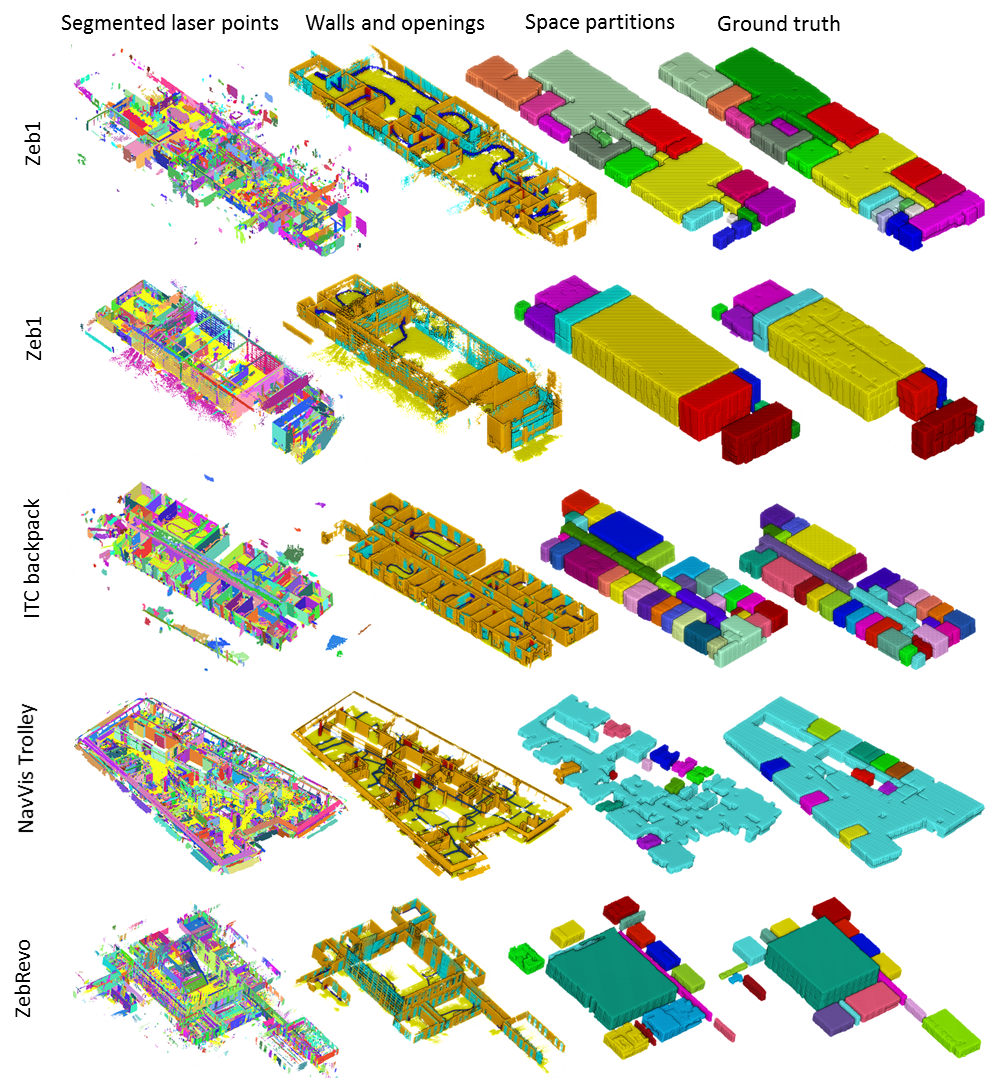 Segmented laser points
Walls and openings
Space partitions
Ground truth
Zeb1
Zeb1
ITC backpack
NavVis Trolley
ZebRevo